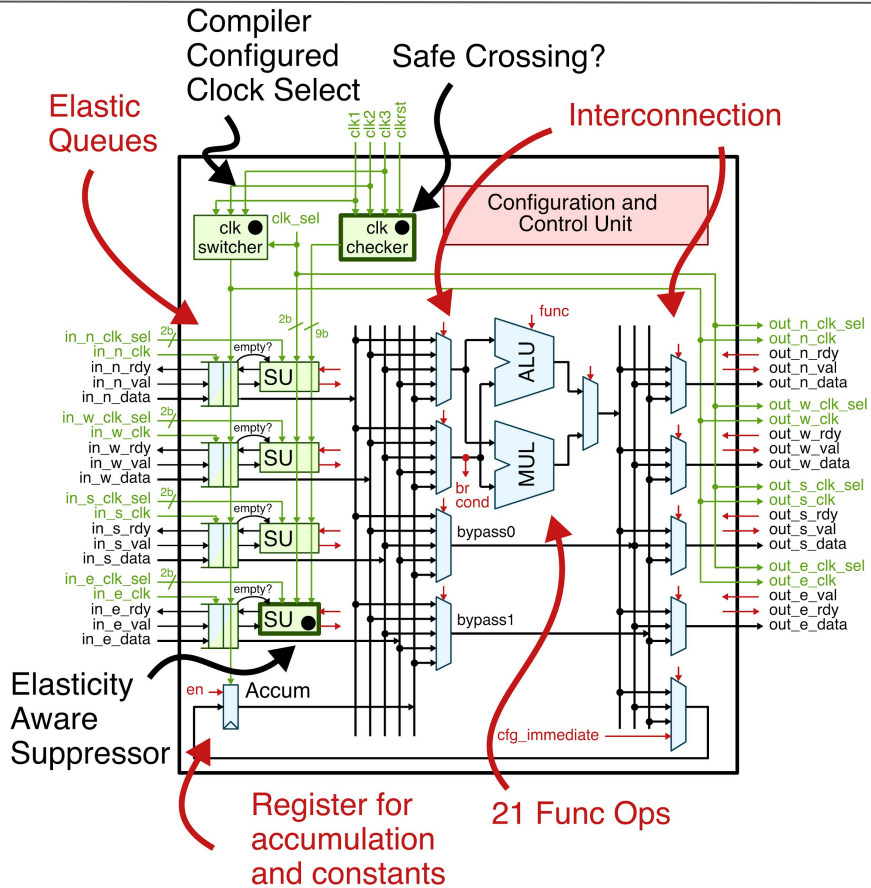 Compiler
Configured
Clock Select
Safe Crossing?
Elastic
Queues
Interconnection
clk1
clk2
clk3
clkrst
Configuration and
Control Unit
clk
switcher
clk_sel
clk
checker
2b
9b
func
in_n_clk_sel
2b
in_n_clk
in_n_rdy
in_n_val
in_n_data
empty?
SU
in_w_clk_sel
2b
in_w_clk
in_w_rdy
in_w_val
in_w_data
empty?
SU
in_s_clk_sel
2b
in_s_clk
in_s_rdy
in_s_val
in_s_data
empty?
SU
in_e_clk_sel
2b
in_e_clk
in_e_rdy
in_e_val
in_e_data
empty?
SU
ALU
MUL
br
cond
bypass0
bypass1
out_n_clk_sel
out_n_clk
out_n_rdy
out_n_val
out_n_data
out_w_clk_sel
out_w_clk
out_w_rdy
out_w_val
out_w_data
out_s_clk_sel
out_s_clk
out_s_rdy
out_s_val
out_s_data
out_e_clk_sel
out_e_clk
out_e_val
out_e_rdy
out_e_data
en
Accum
cfg_immediate
Elasticity
Aware
Suppressor
Register for
accumulation
and constants
21 Func Ops